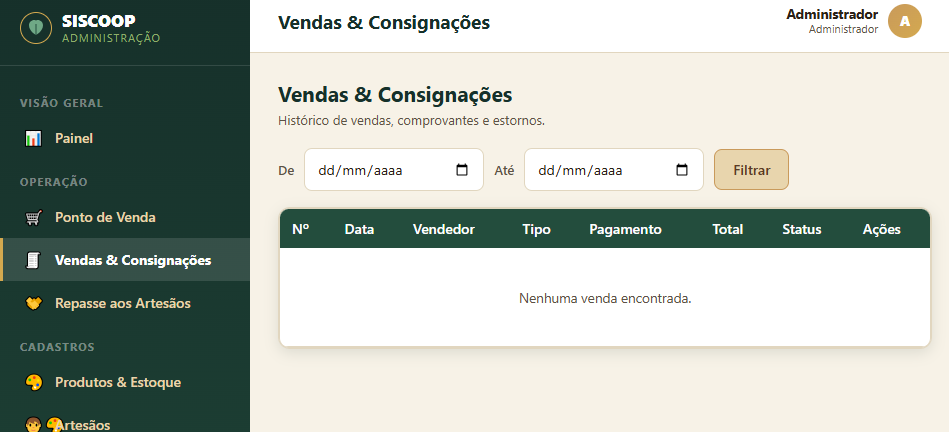 SISCOOP
ADMINISTRAÇÃO
VISÃO GERAL
Painel
OPERAÇÃO
Ponto de Venda
Vendas & Consignações
Repasse aos Artesãos
CADASTROS
Produtos & Estoque
Artesãos
Vendas & Consignações
Administrador
Administrador
A
Vendas & Consignações
Histórico de vendas, comprovantes e estornos.
De dd/mm/aaaa Até dd/mm/aaaa Filtrar
Nº Data Vendedor Tipo Pagamento Total Status Ações
Nenhuma venda encontrada.